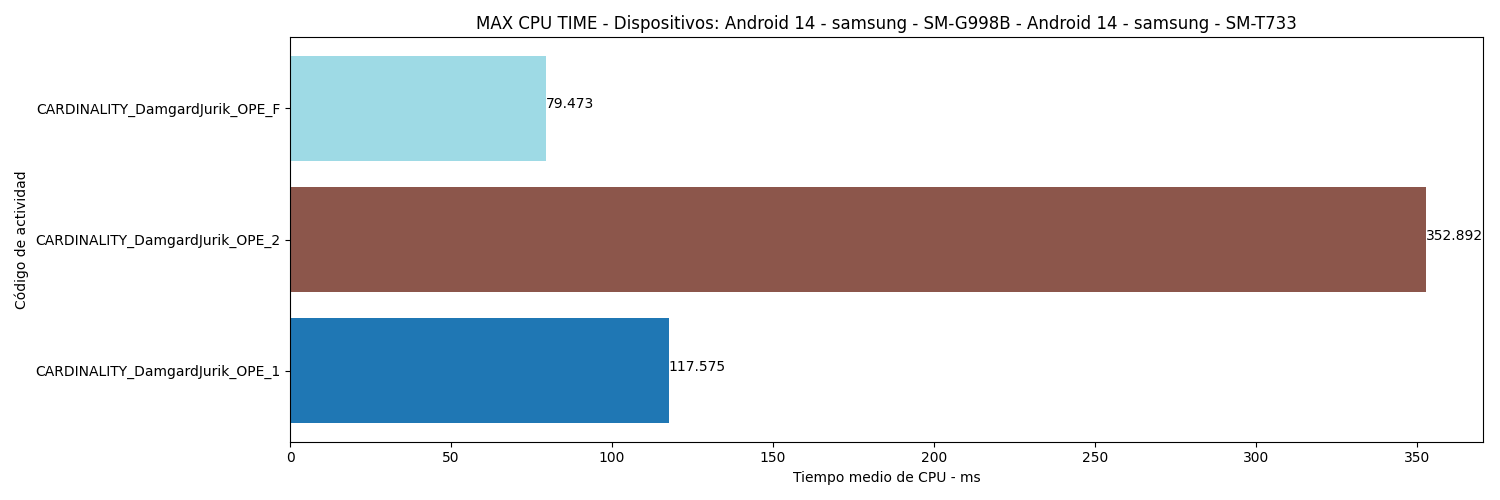 MAX CPU TIME - Dispositivos: Android 14 - samsung - SM-G998B - Android 14 - samsung - SM-T733
Código de actividad
CARDINALITY_DamgardJurik_OPE_F
79.473
CARDINALITY_DamgardJurik_OPE_2
352.892
CARDINALITY_DamgardJurik_OPE_1
117.575
0 50 100 150 200 250 300 350
Tiempo medio de CPU - ms